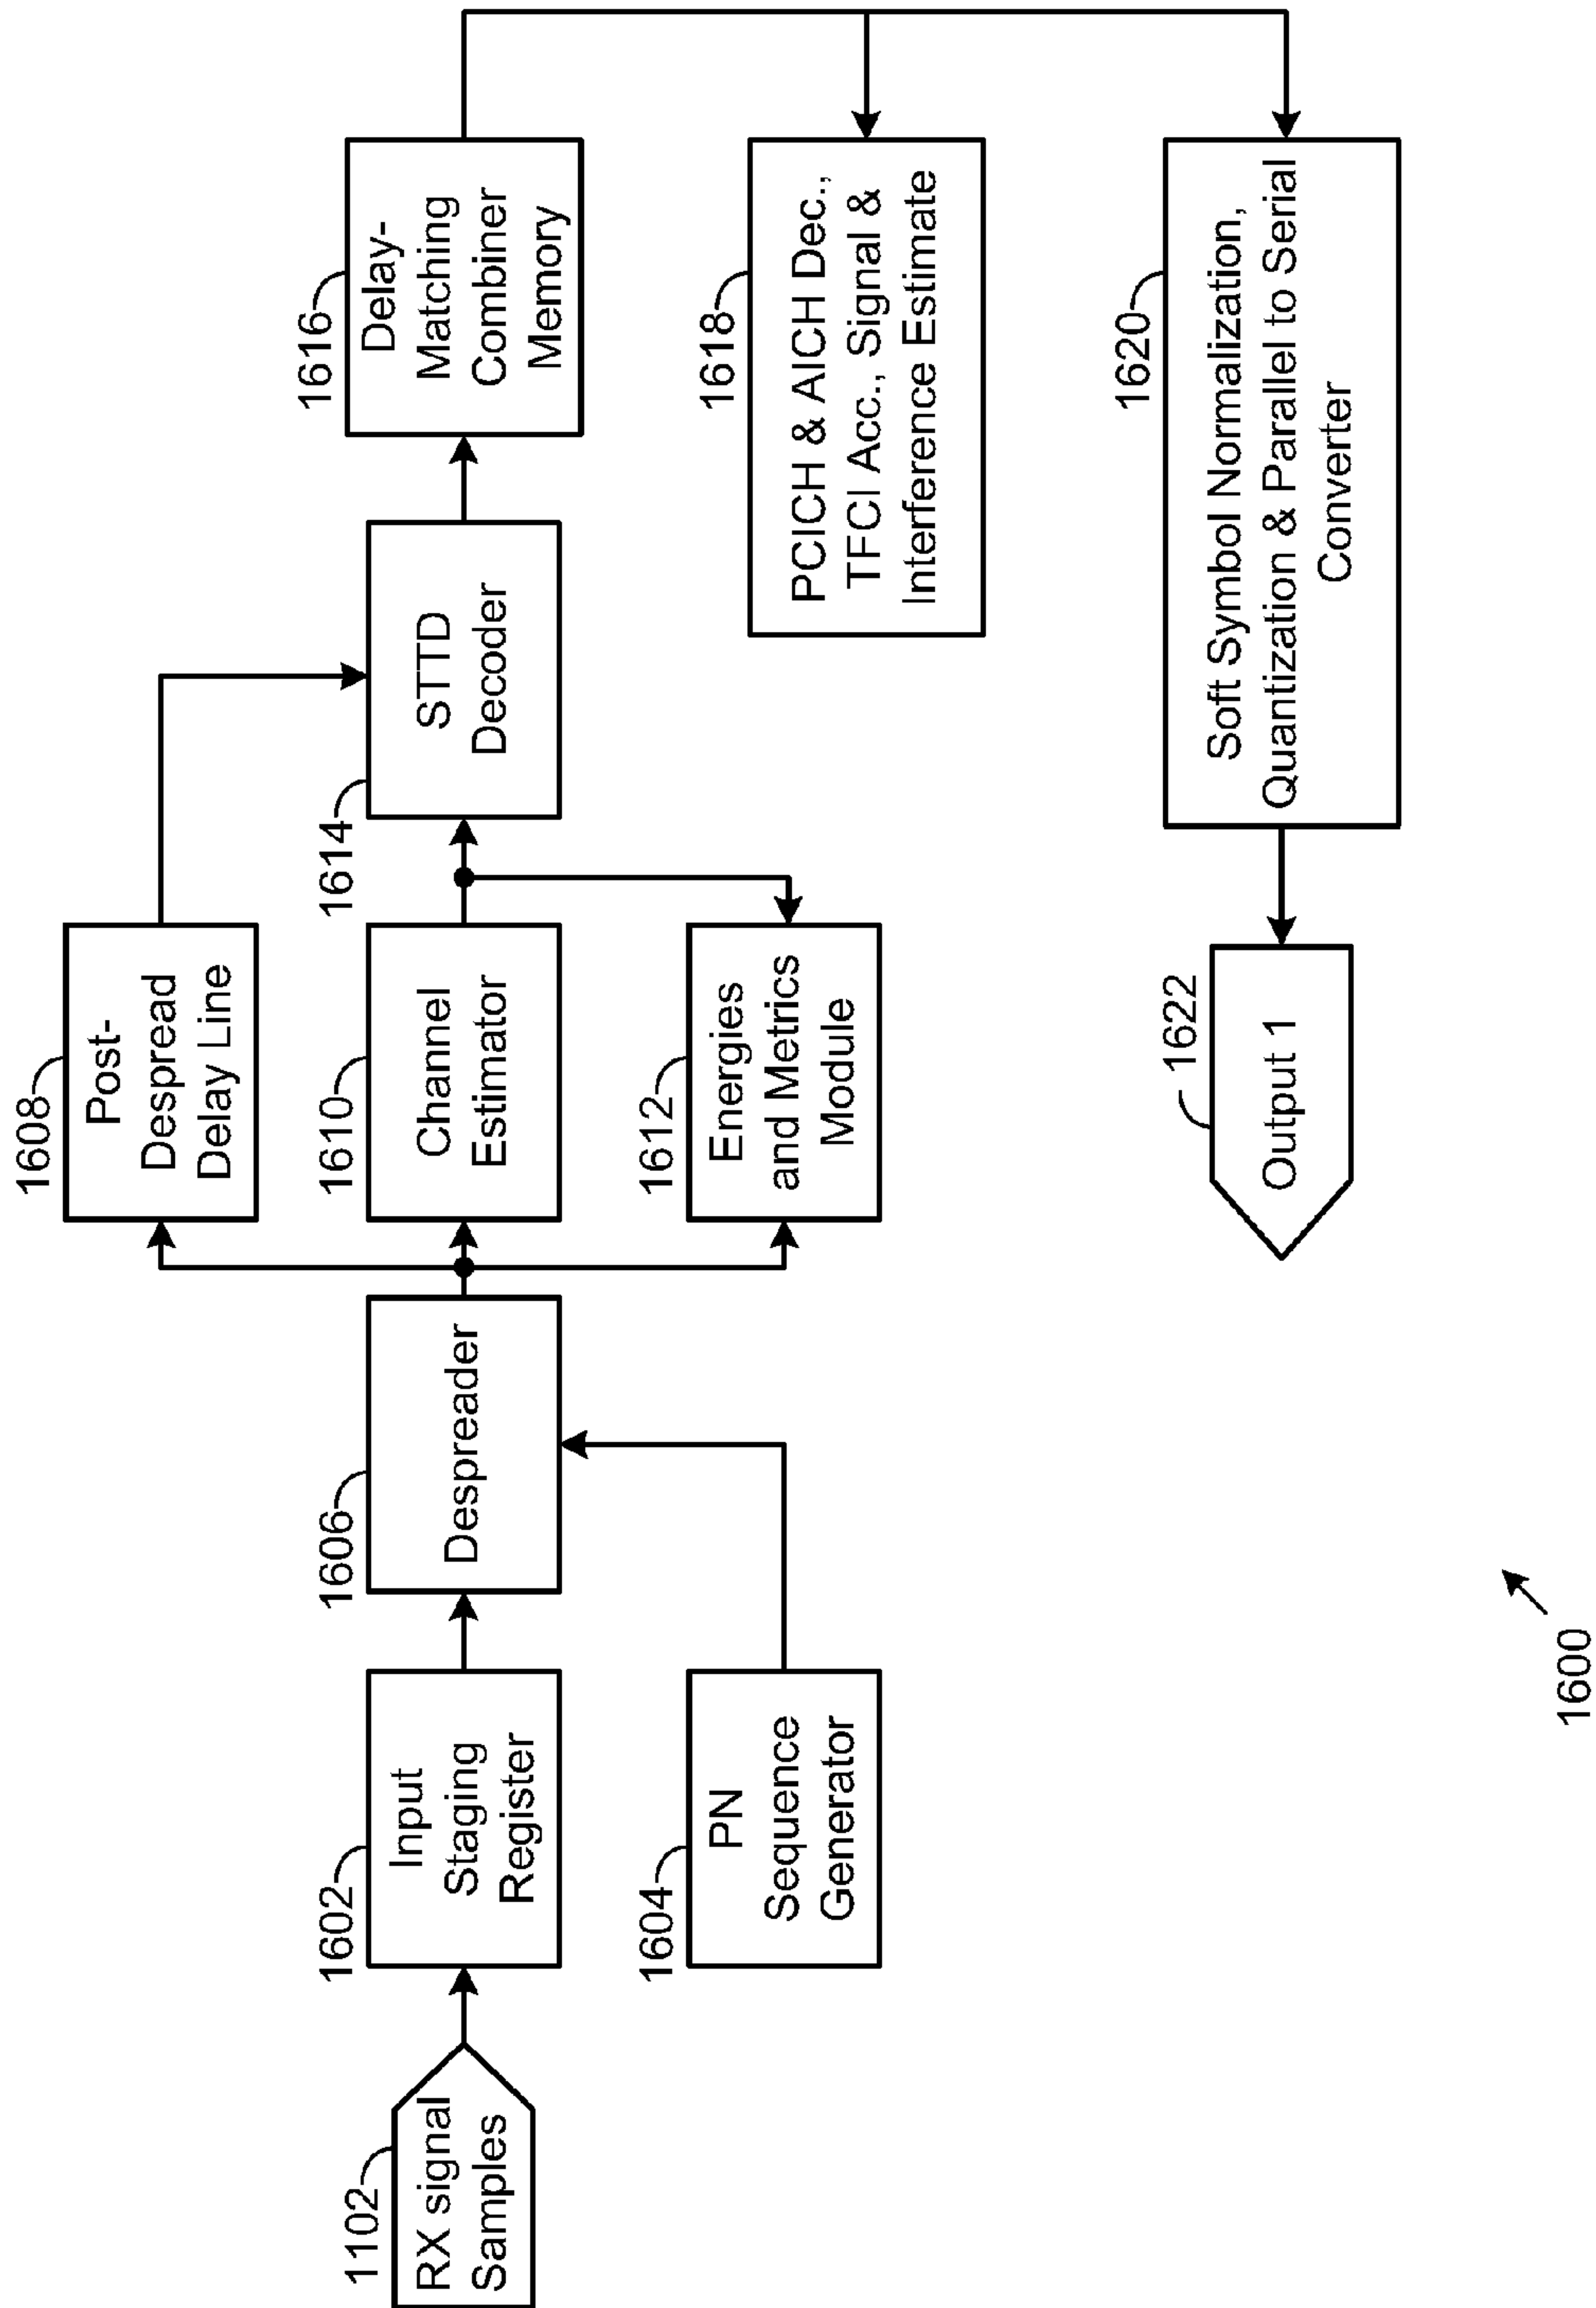 1102
RX signal
Samples
1602
Input
Staging
Register
1604
PN
Sequence
Generator
1606
Despreader
1608
Post-
Despread
Delay Line
1610
Channel
Estimator
1612
Energies
and Metrics
Module
1614
STTD
Decoder
1616
Delay-
Matching
Combiner
Memory
1618
PCICH & AICH Dec.,
TFCI Acc., Signal &
Interference Estimate
1620
Soft Symbol Normalization,
Quantization & Parallel to Serial
Converter
1622
Output 1
1600